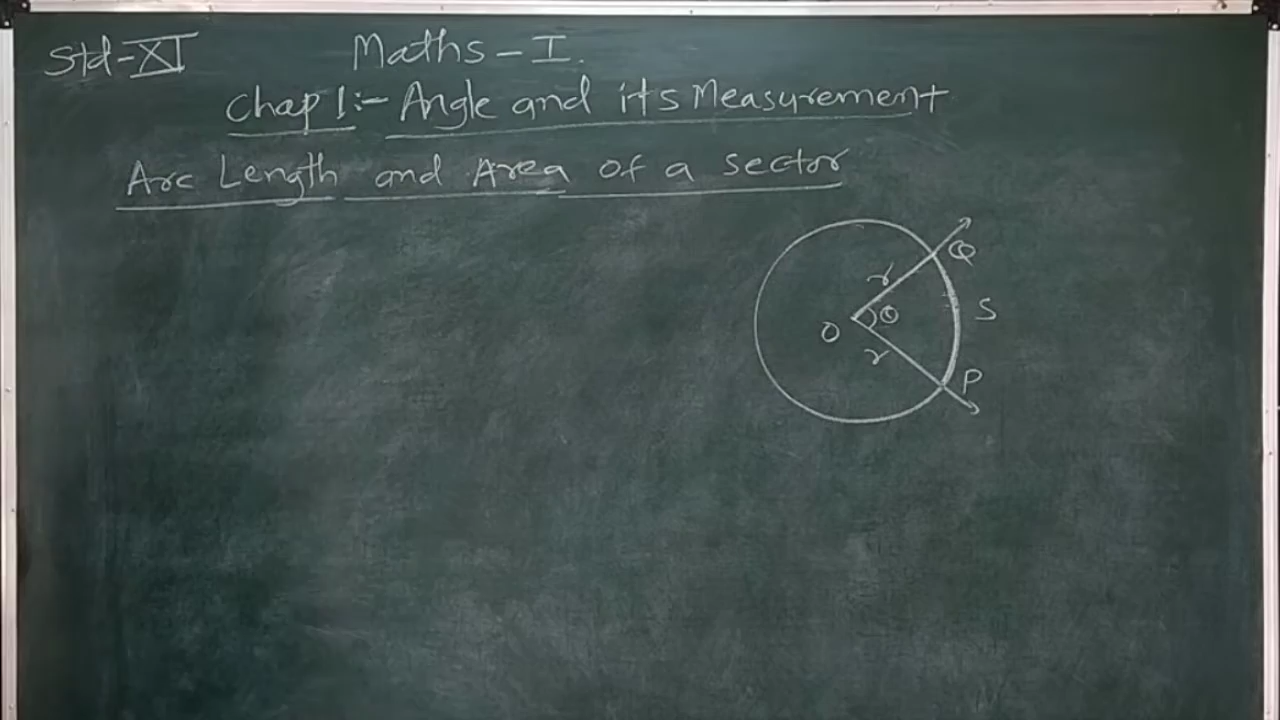 Std-XI
Maths-I.
Chap 1:- Angle and its Measurement
Arc Length and Area of a sector
Q
r
θ
S
O
r
P